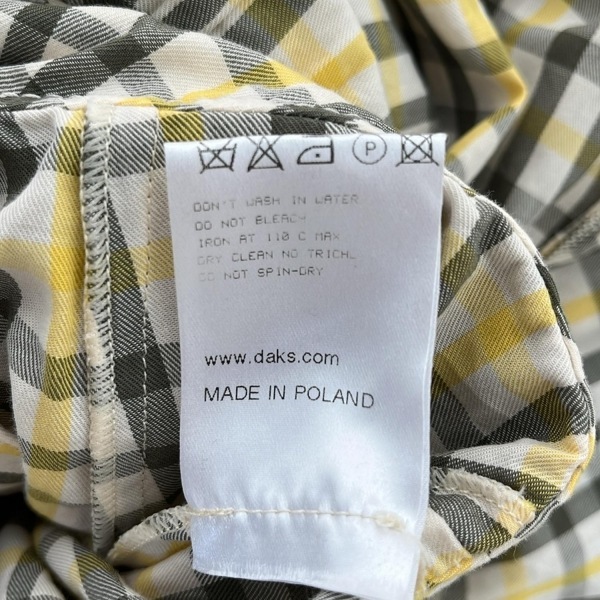 P
DON'T WASH IN WATER
DO NOT BLEACH
IRON AT 110 C MAX
DRY CLEAN NO TRICHL
DO NOT SPIN-DRY
www.daks.com
MADE IN POLAND